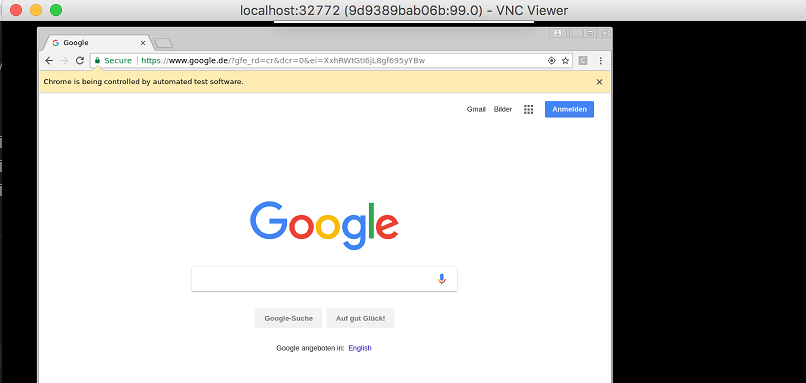 localhost:32772 (9d9389bab06b:99.0) - VNC Viewer
Google
Secure https://www.google.de/?gfe_rd=cr&dcr=0&ei=XxhRWtGtI6jL8gf695yYBw
Chrome is being controlled by automated test software.
Gmail Bilder Anmelden
Google
Google-Suche Auf gut Glück!
Google angeboten in: English